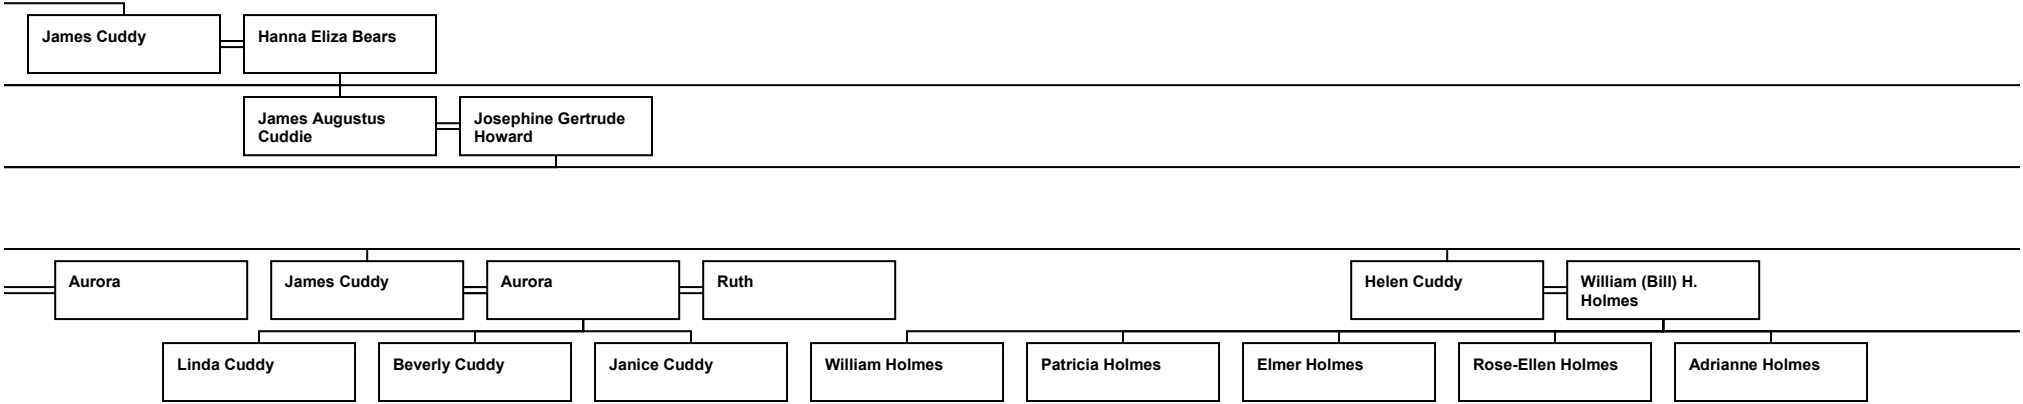 James Cuddy
Hanna Eliza Bears
James Augustus
Cuddie
Josephine Gertrude
Howard
Aurora
James Cuddy
Aurora
Ruth
Helen Cuddy
William (Bill) H.
Holmes
Linda Cuddy
Beverly Cuddy
Janice Cuddy
William Holmes
Patricia Holmes
Elmer Holmes
Rose-Ellen Holmes
Adrianne Holmes